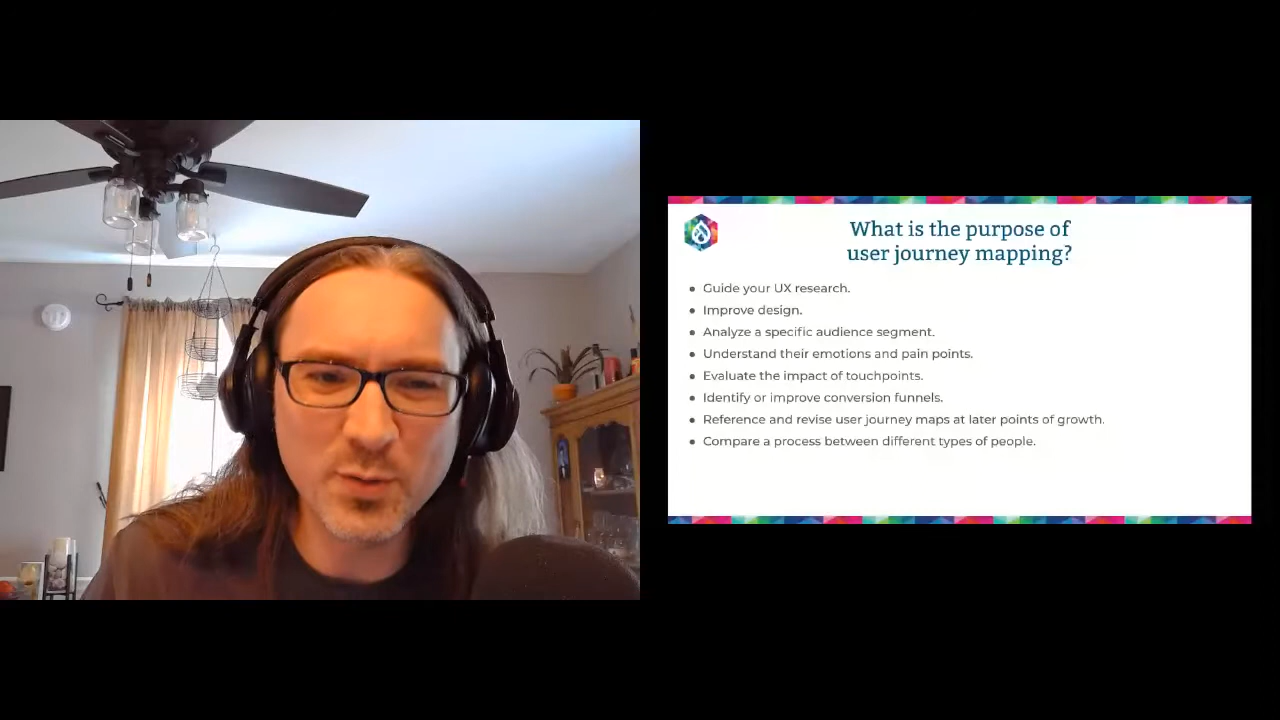 What is the purpose of
user journey mapping?
● Guide your UX research.
● Improve design.
● Analyze a specific audience segment.
● Understand their emotions and pain points.
● Evaluate the impact of touchpoints.
● Identify or improve conversion funnels.
● Reference and revise user journey maps at later points of growth.
● Compare a process between different types of people.